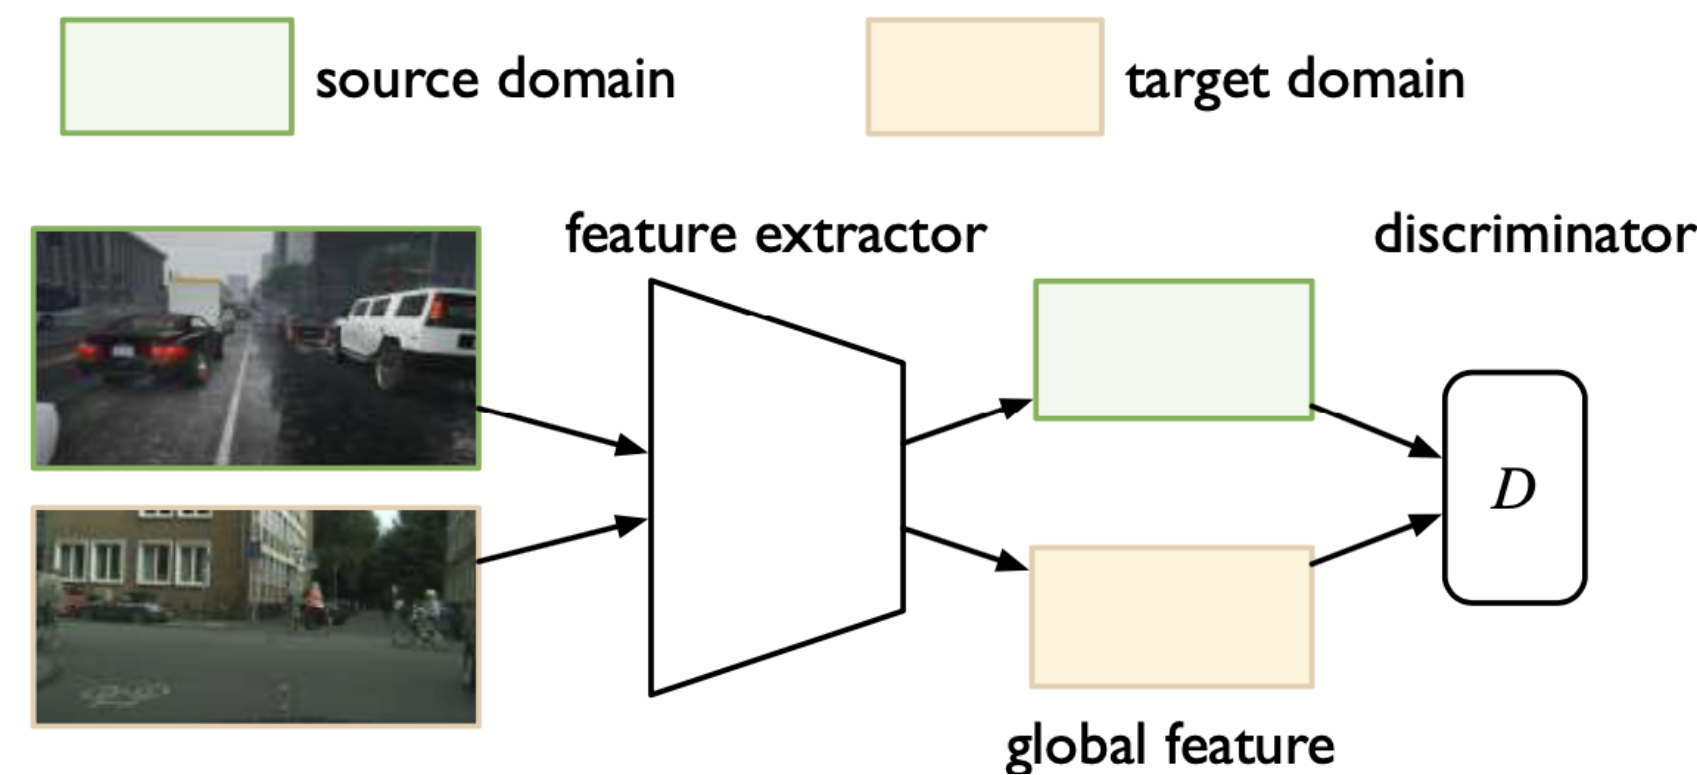 source domain
target domain
feature extractor
discriminator
D
global feature